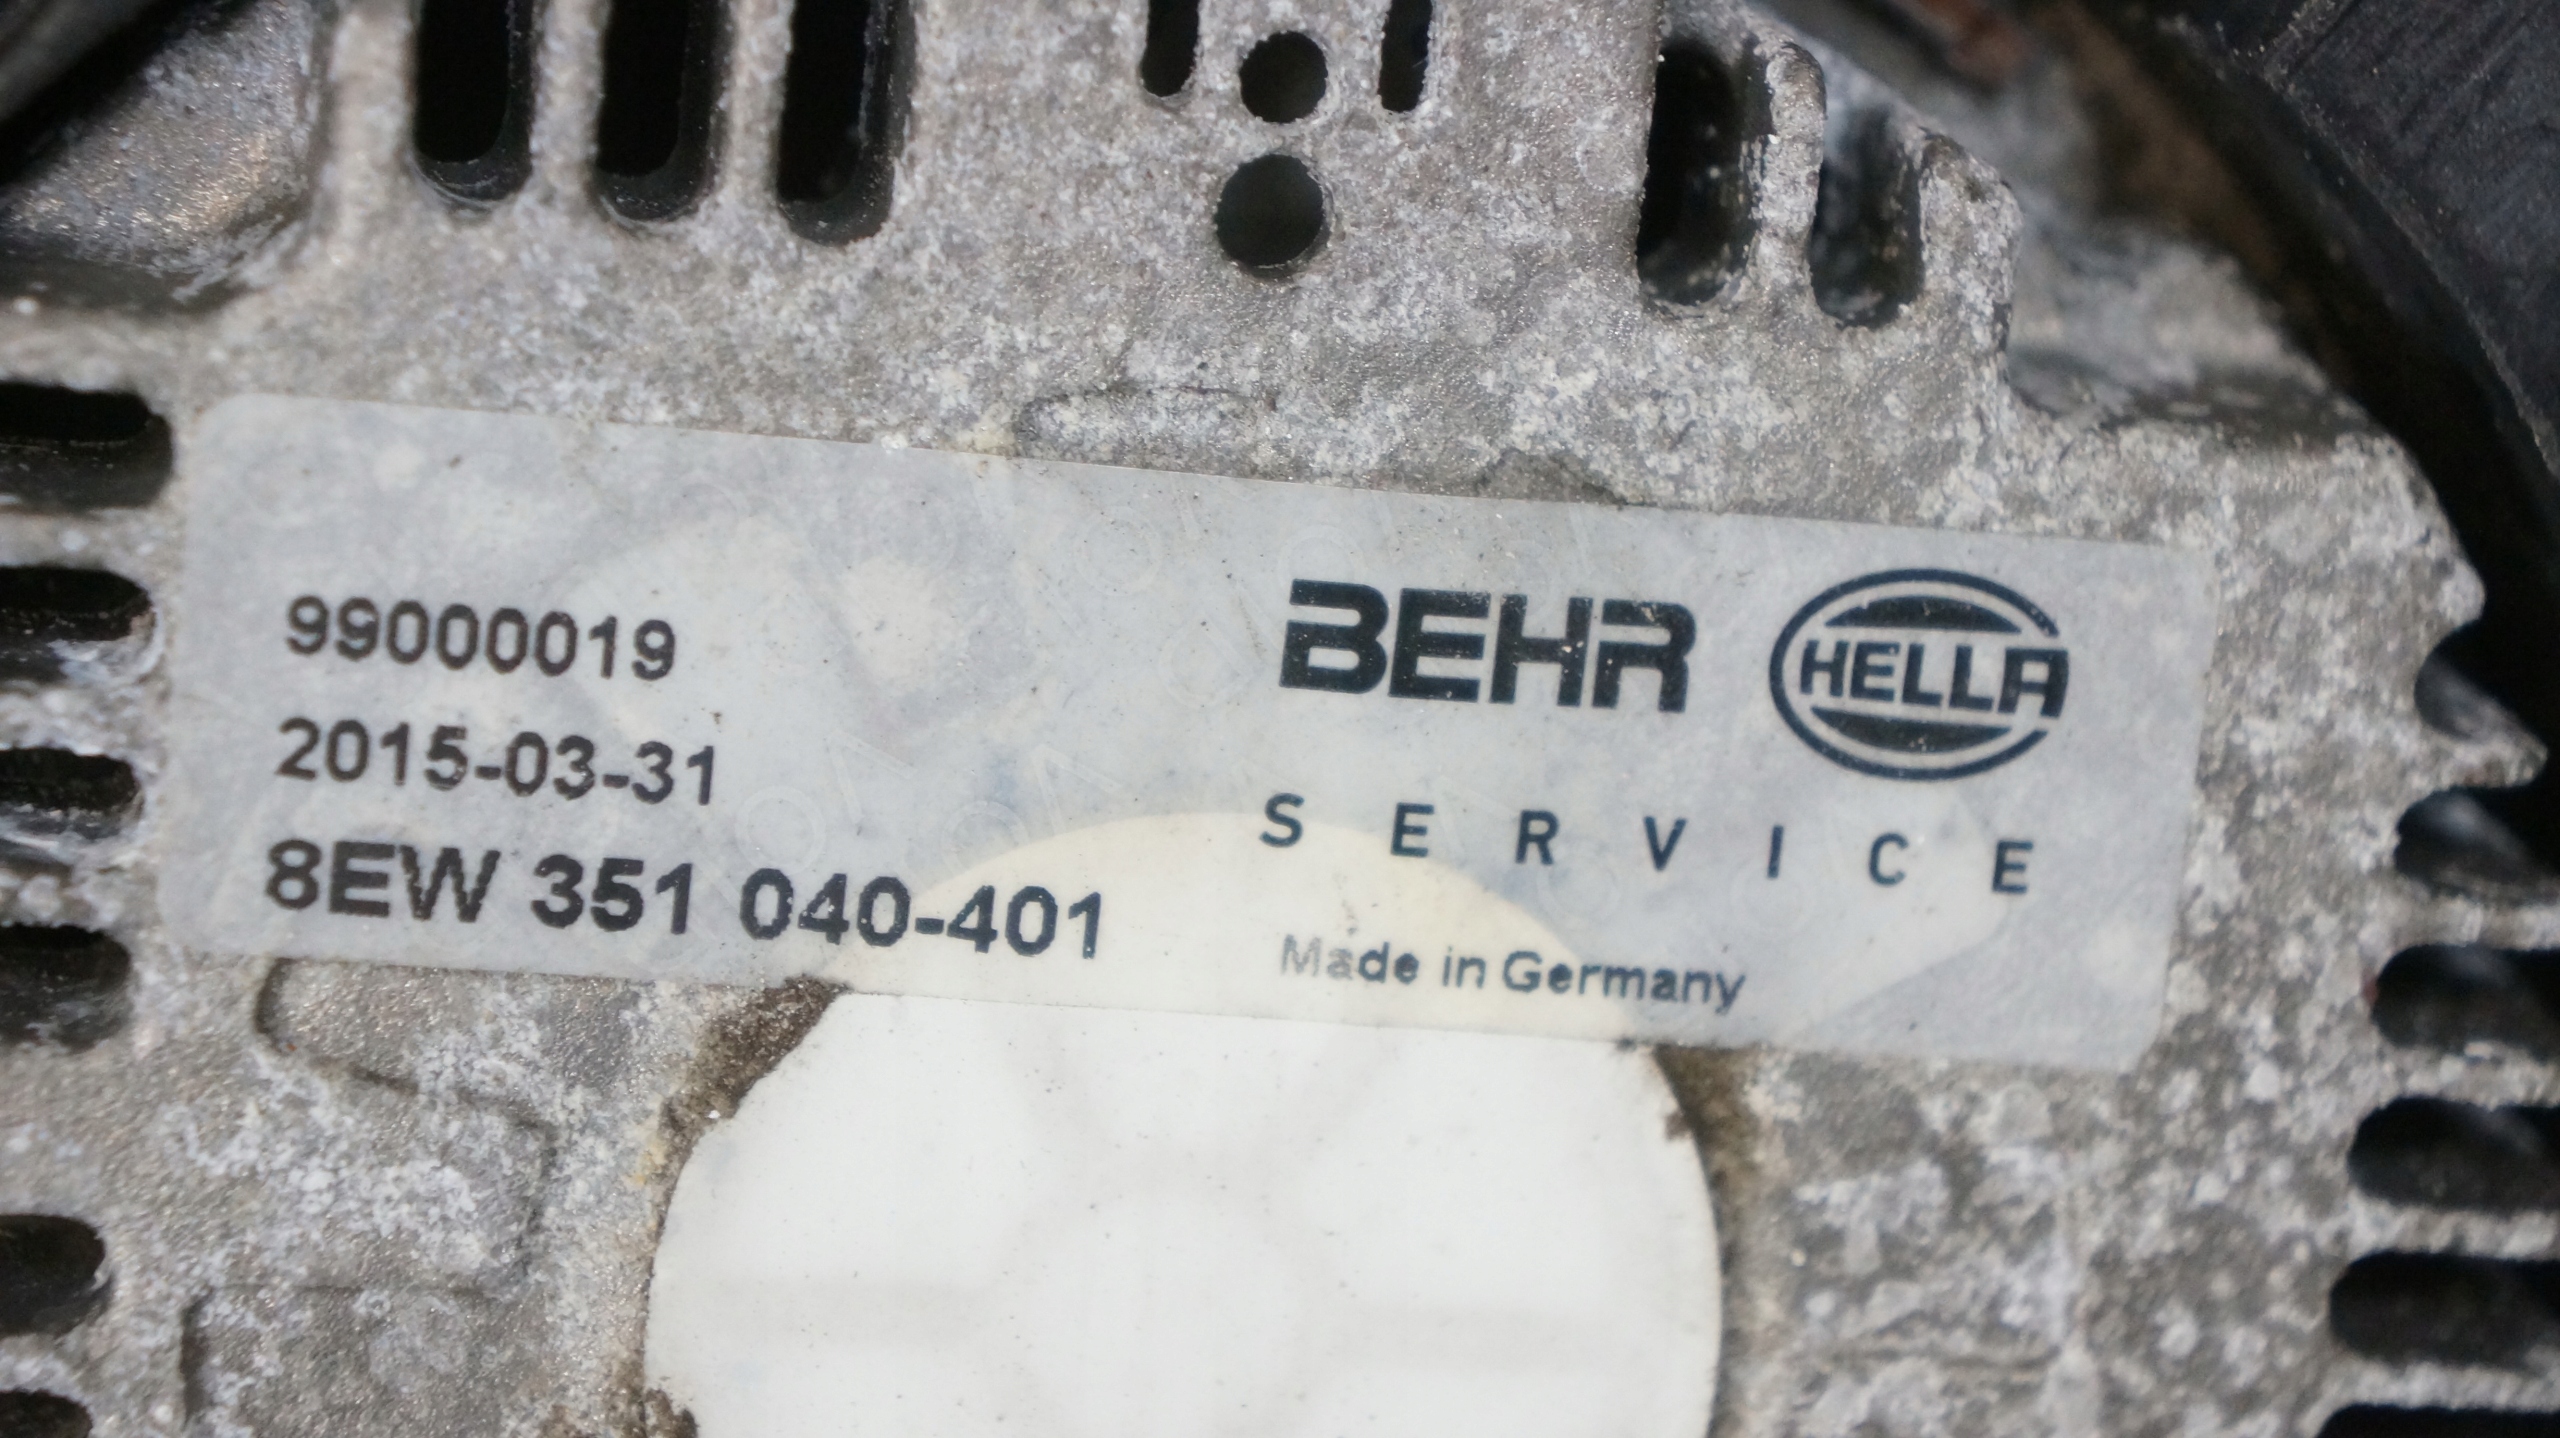 99000019
2015-03-31
8EW 351 040-401
BEHR HELLA
SERVICE
Made in Germany